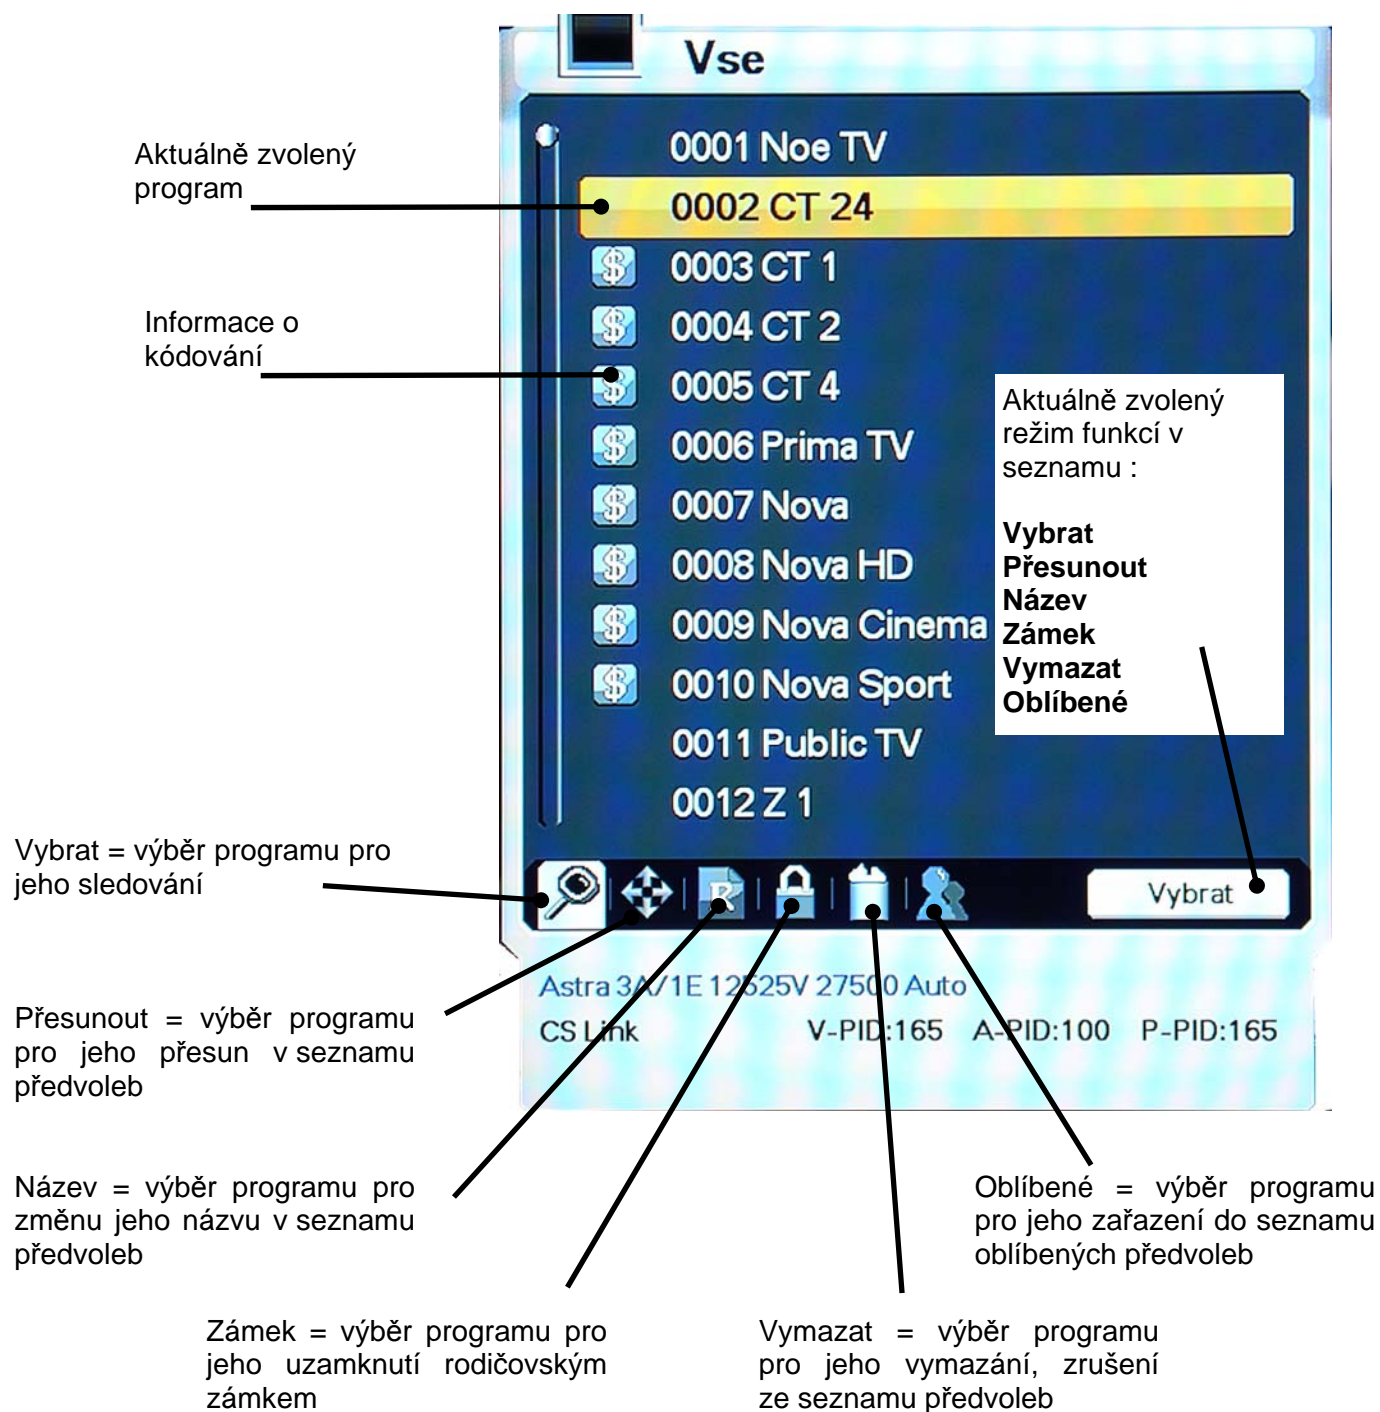 Vse
0001 Noe TV
Aktuálně zvolený
program
0002 CT 24
0003 CT 1
Informace o
kódování
0004 CT 2
0005 CT 4
0006 Prima TV
0007 Nova
0008 Nova HD
0009 Nova Cinema
0010 Nova Sport
0011 Public TV
0012 Z 1
Aktuálně zvolený
režim funkcí v
seznamu :
Vybrat
Přesunout
Název
Zámek
Vymazat
Oblíbené
Vybrat = výběr programu pro
jeho sledování
R
Vybrat
Astra 3A/1E 12525V 27500 Auto
CS Link V-PID:165 A-PID:100 P-PID:165
Přesunout = výběr programu
pro jeho přesun v seznamu
předvoleb
Název = výběr programu pro
změnu jeho názvu v seznamu
předvoleb
Oblíbené = výběr programu
pro jeho zařazení do seznamu
oblíbených předvoleb
Zámek = výběr programu pro
jeho uzamknutí rodičovským
zámkem
Vymazat = výběr programu
pro jeho vymazání, zrušení
ze seznamu předvoleb